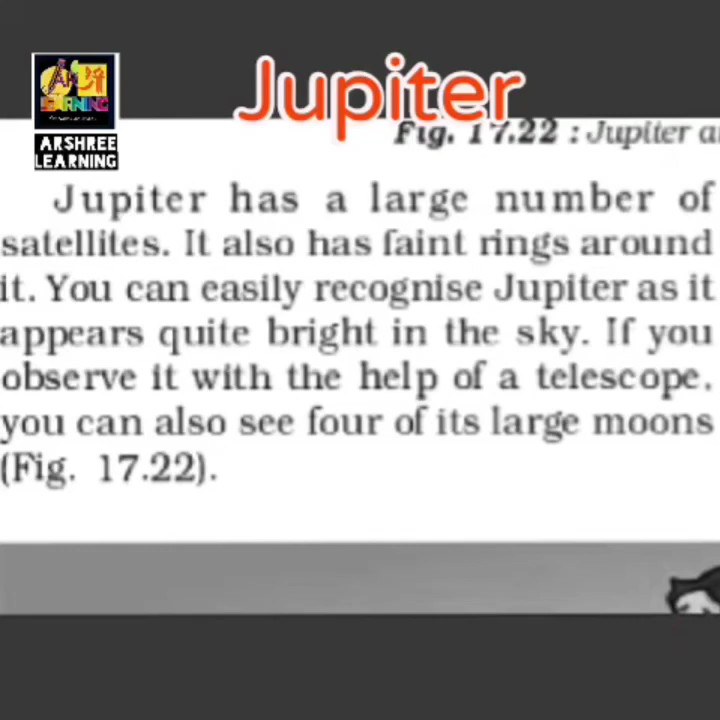 Jupiter
ARSHREE
LEARNING
Fig. 17.22 : Jupiter
Jupiter has a large number of
satellites. It also has faint rings around
it. You can easily recognise Jupiter as it
appears quite bright in the sky. If you
observe it with the help of a telescope,
you can also see four of its large moons
(Fig. 17.22).